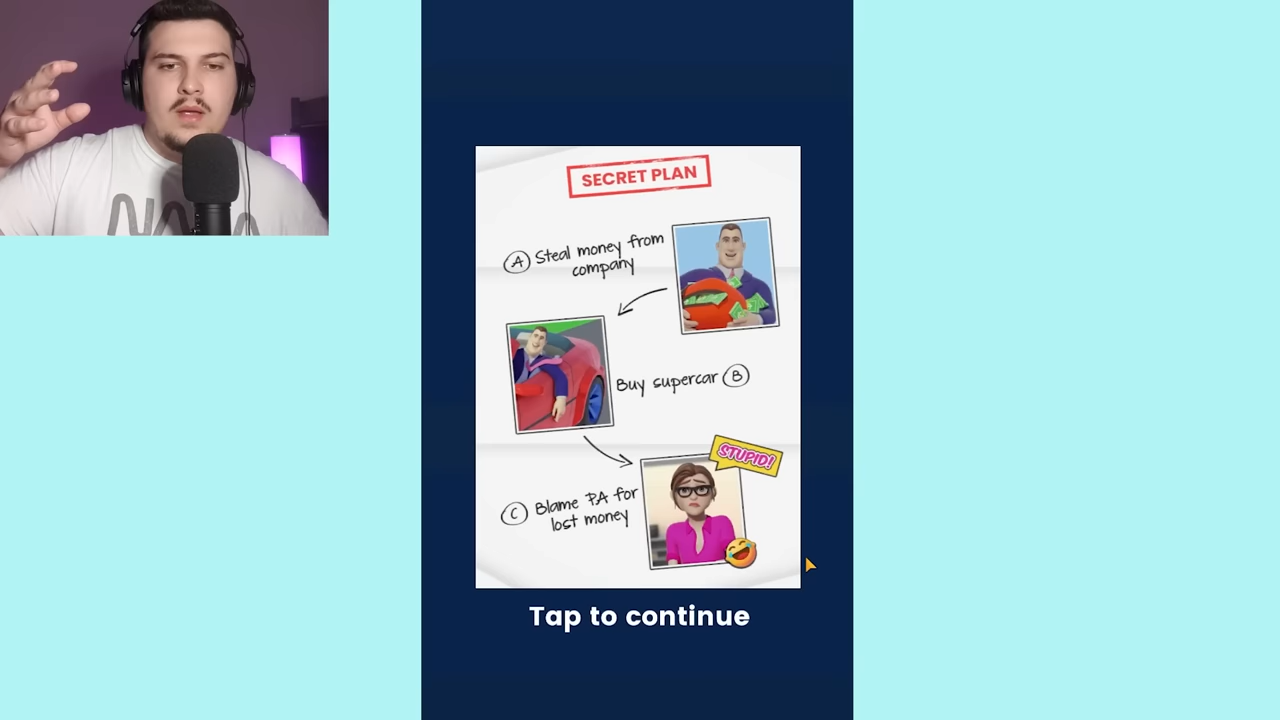 SECRET PLAN
A Steal money from
company
Buy supercar B
STUPID!
C Blame PA for
lost money
Tap to continue